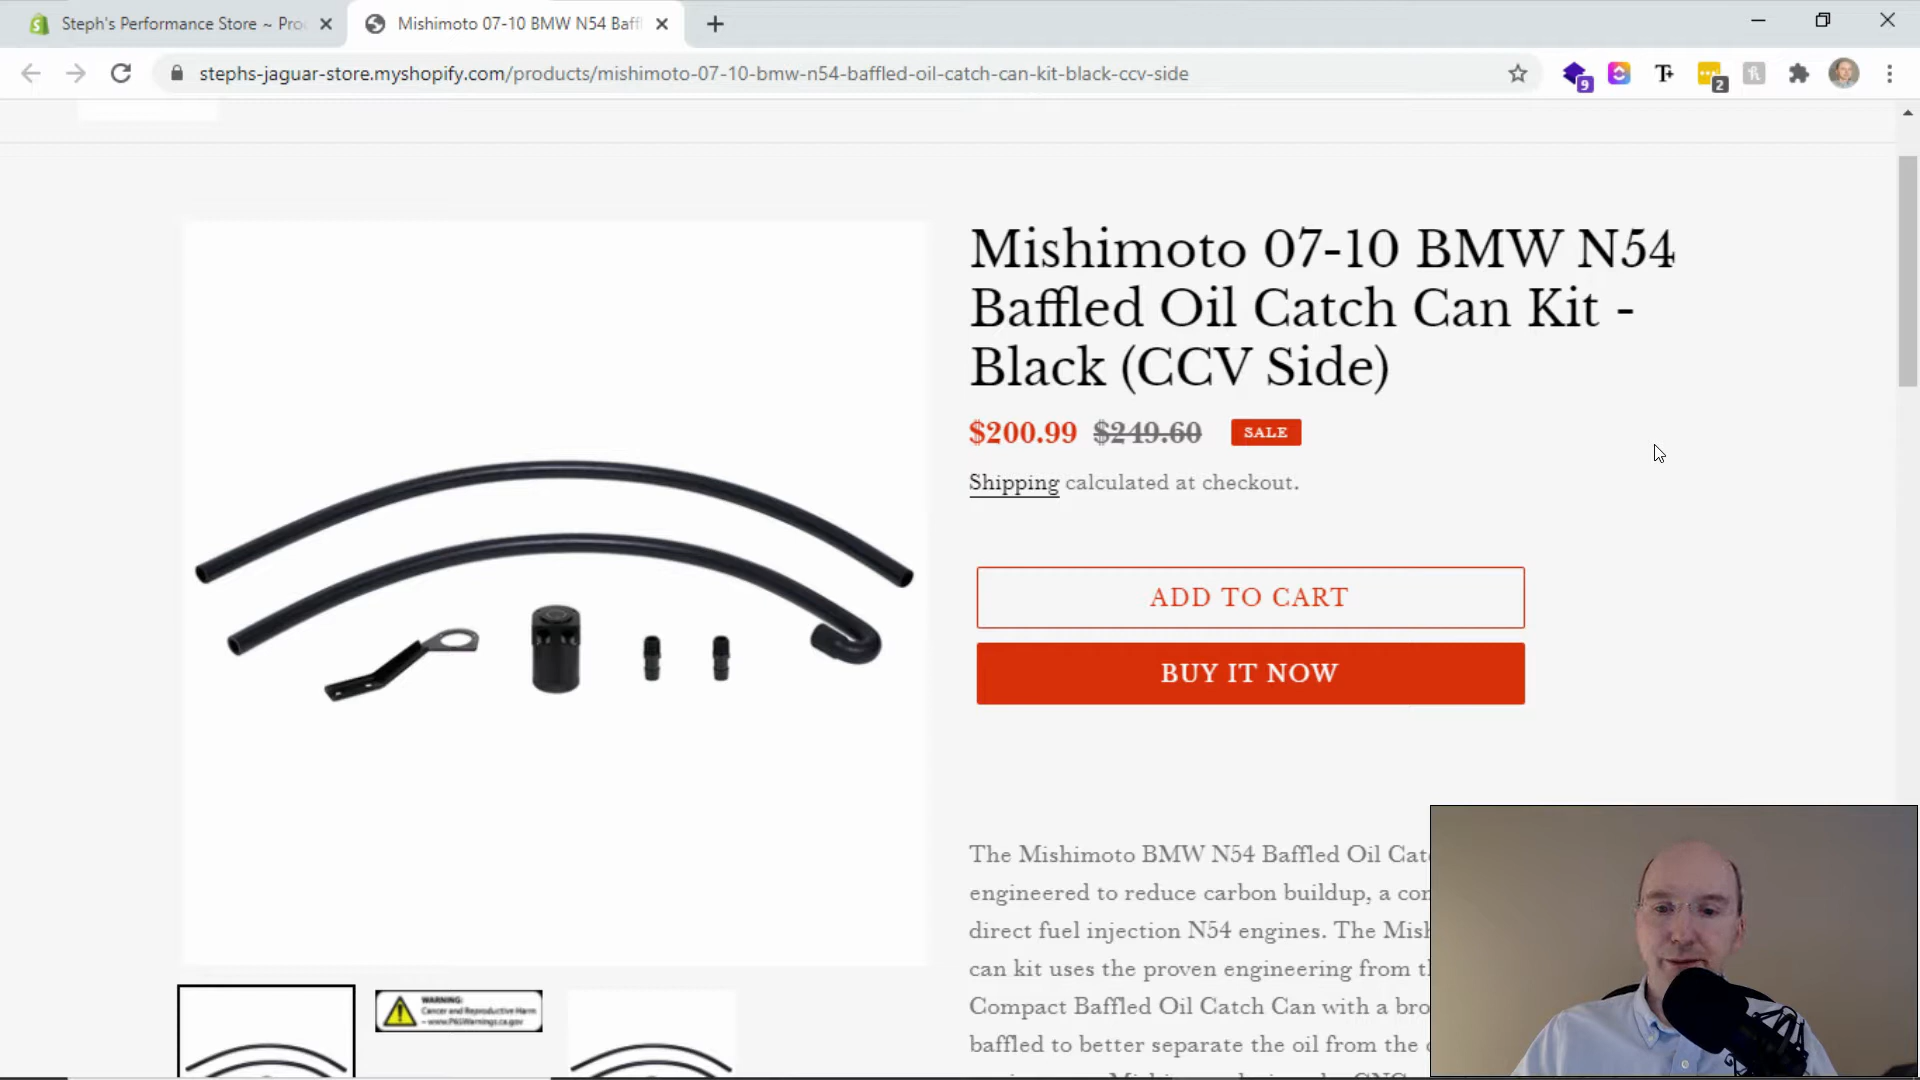 Steph's Performance Store ~ Pro
Mishimoto 07-10 BMW N54 Baffl
stephs-jaguar-store.myshopify.com/products/mishimoto-07-10-bmw-n54-baffled-oil-catch-can-kit-black-ccv-side
9
2
Mishimoto 07-10 BMW N54
Baffled Oil Catch Can Kit -
Black (CCV Side)
$200.99 $249.60 SALE
Shipping calculated at checkout.
ADD TO CART
BUY IT NOW
The Mishimoto BMW N54 Baffled Oil Cat
engineered to reduce carbon buildup, a co
direct fuel injection N54 engines. The Mis
can kit uses the proven engineering from
Compact Baffled Oil Catch Can with a bro
baffled to better separate the oil from the
WARNING:
Cancer and Reproductive Harm
- www.P65Warnings.ca.gov